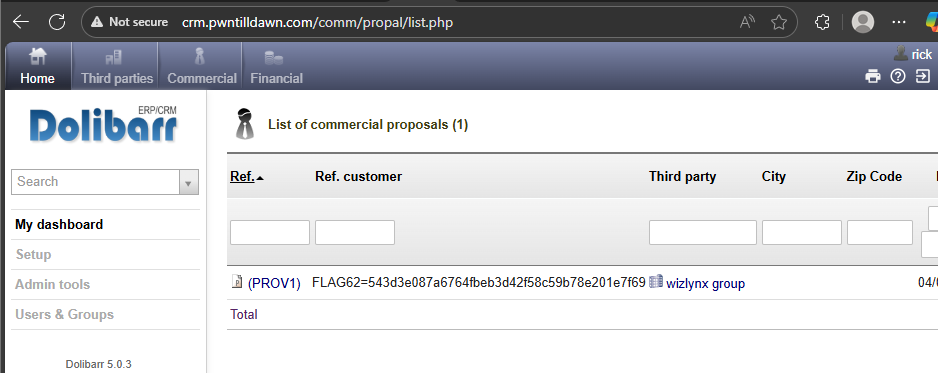 Not secure crm.pwntilldawn.com/comm/propal/list.php
rick
Home Third parties Commercial Financial
ERP/CRM
Dolibarr
List of commercial proposals (1)
Search
Ref. Ref. customer Third party City Zip Code
My dashboard
Setup
Admin tools
Users & Groups
(PROV1) FLAG62=543d3e087a6764fbeb3d42f58c59b78e201e7f69 wizlynx group
Total
Dolibarr 5.0.3